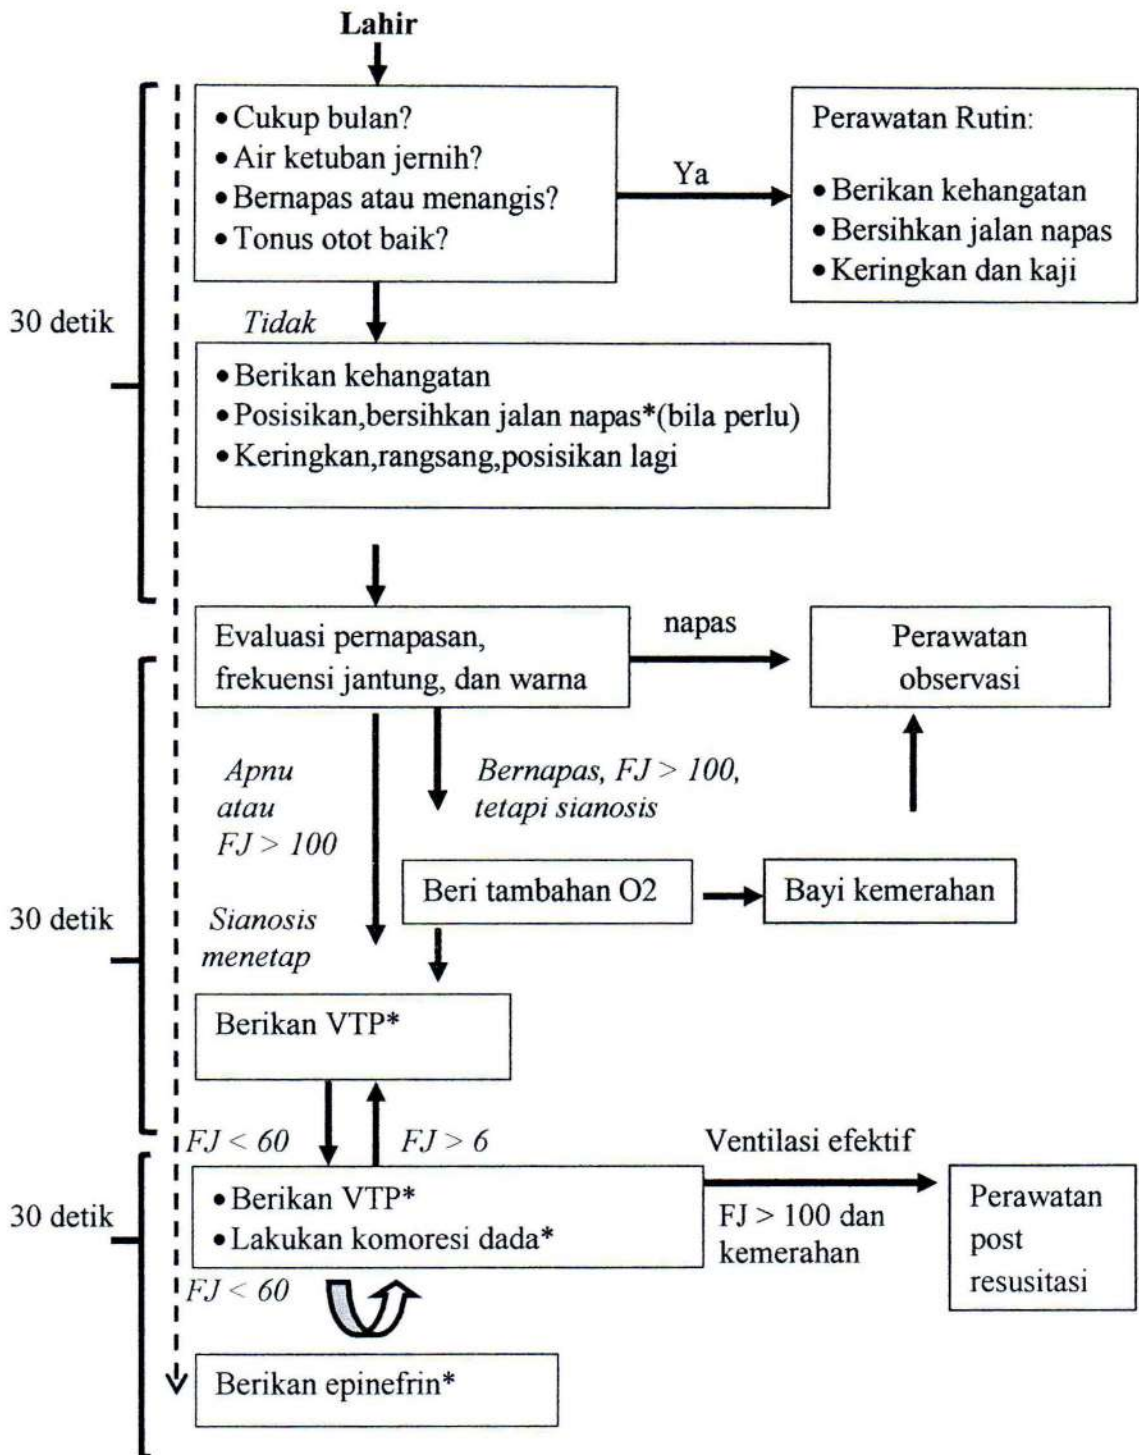 Lahir
• Cukup bulan?
• Air ketuban jernih?
• Bernapas atau menangis?
• Tonus otot baik?
Ya
Perawatan Rutin:
• Berikan kehangatan
• Bersihkan jalan napas
• Keringkan dan kaji
30 detik
Tidak
• Berikan kehangatan
• Posisikan,bersihkan jalan napas*(bila perlu)
• Keringkan,rangsang,posisikan lagi
Evaluasi pernapasan,
frekuensi jantung, dan warna
napas
Perawatan
observasi
Apnu
atau
FJ > 100
Bernapas, FJ > 100,
tetapi sianosis
Beri tambahan O2
Bayi kemerahan
30 detik
Sianosis
menetap
Berikan VTP*
FJ < 60
FJ > 6
Ventilasi efektif
30 detik
• Berikan VTP*
• Lakukan komoresi dada*
FJ > 100 dan
kemerahan
Perawatan
post
resusitasi
FJ < 60
Berikan epinefrin*